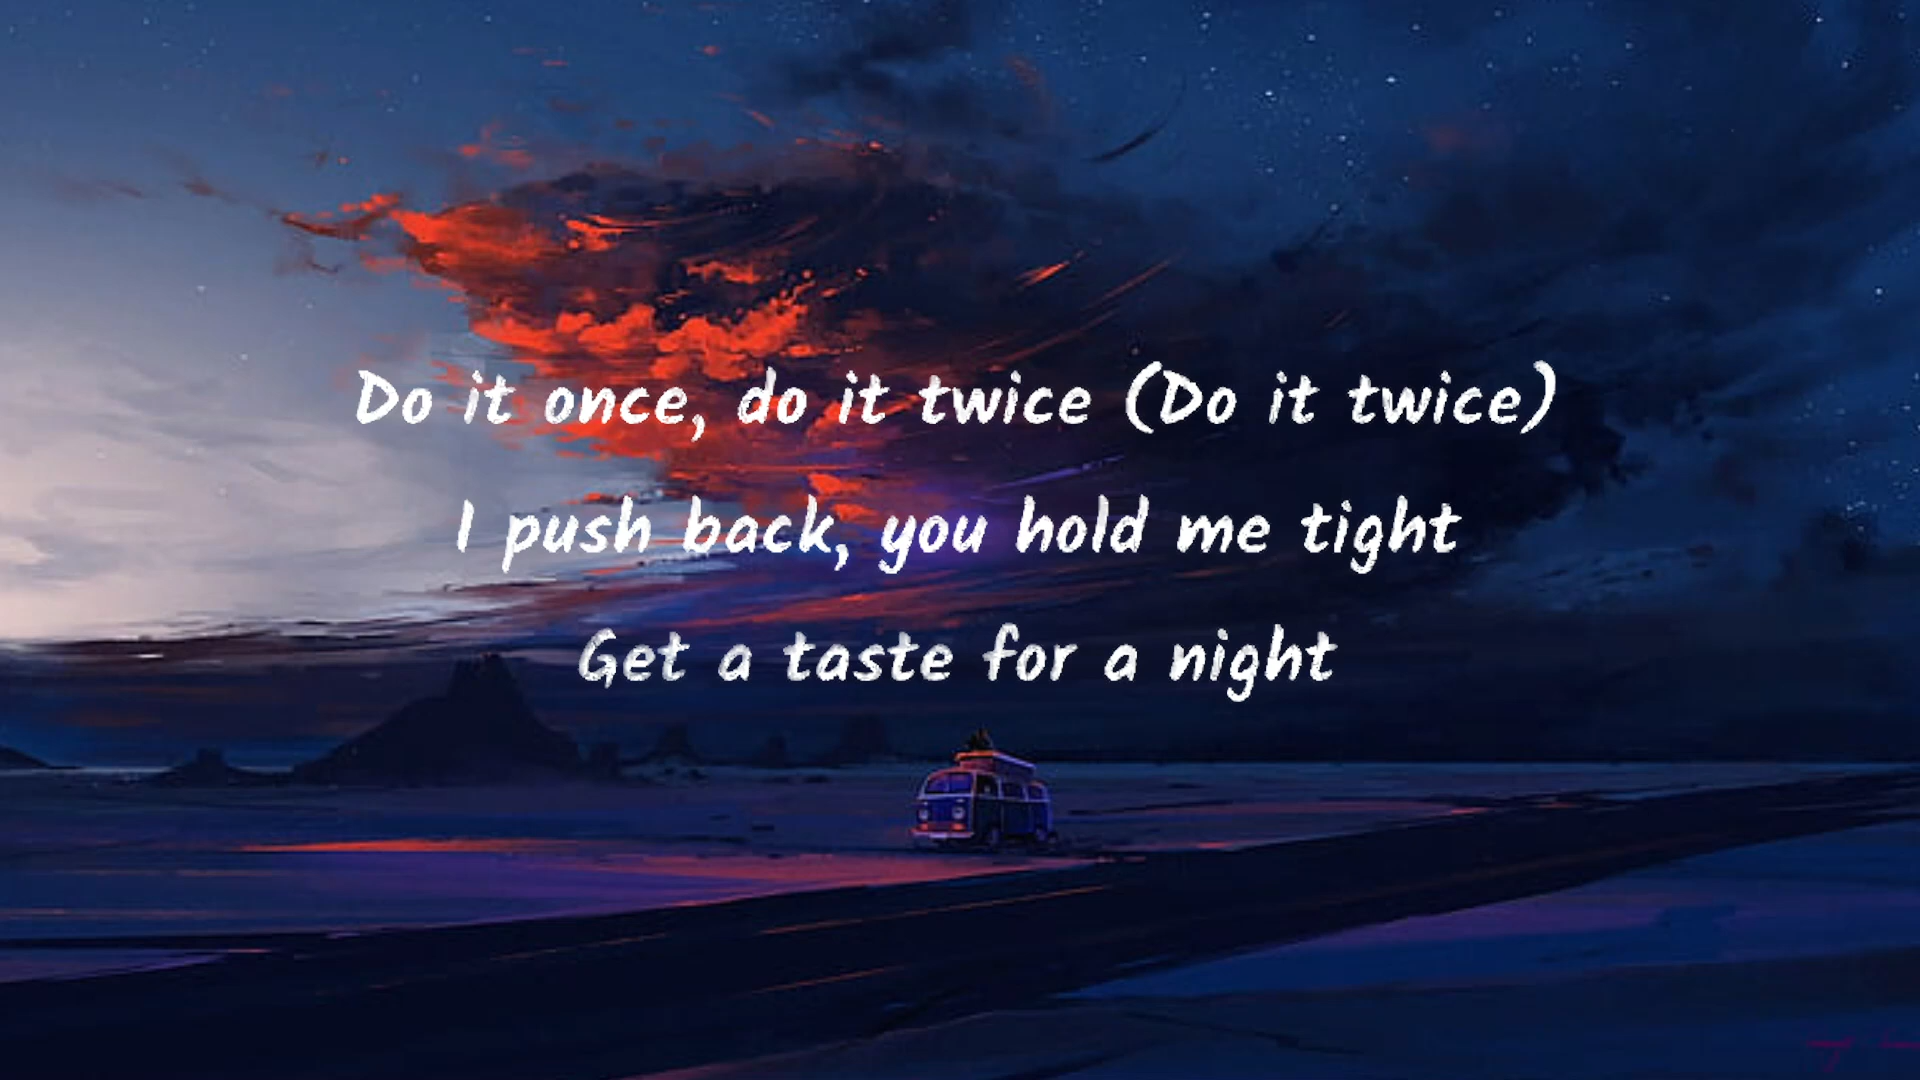 Do it once, do it twice (Do it twice)
I push back, you hold me tight
Get a taste for a night